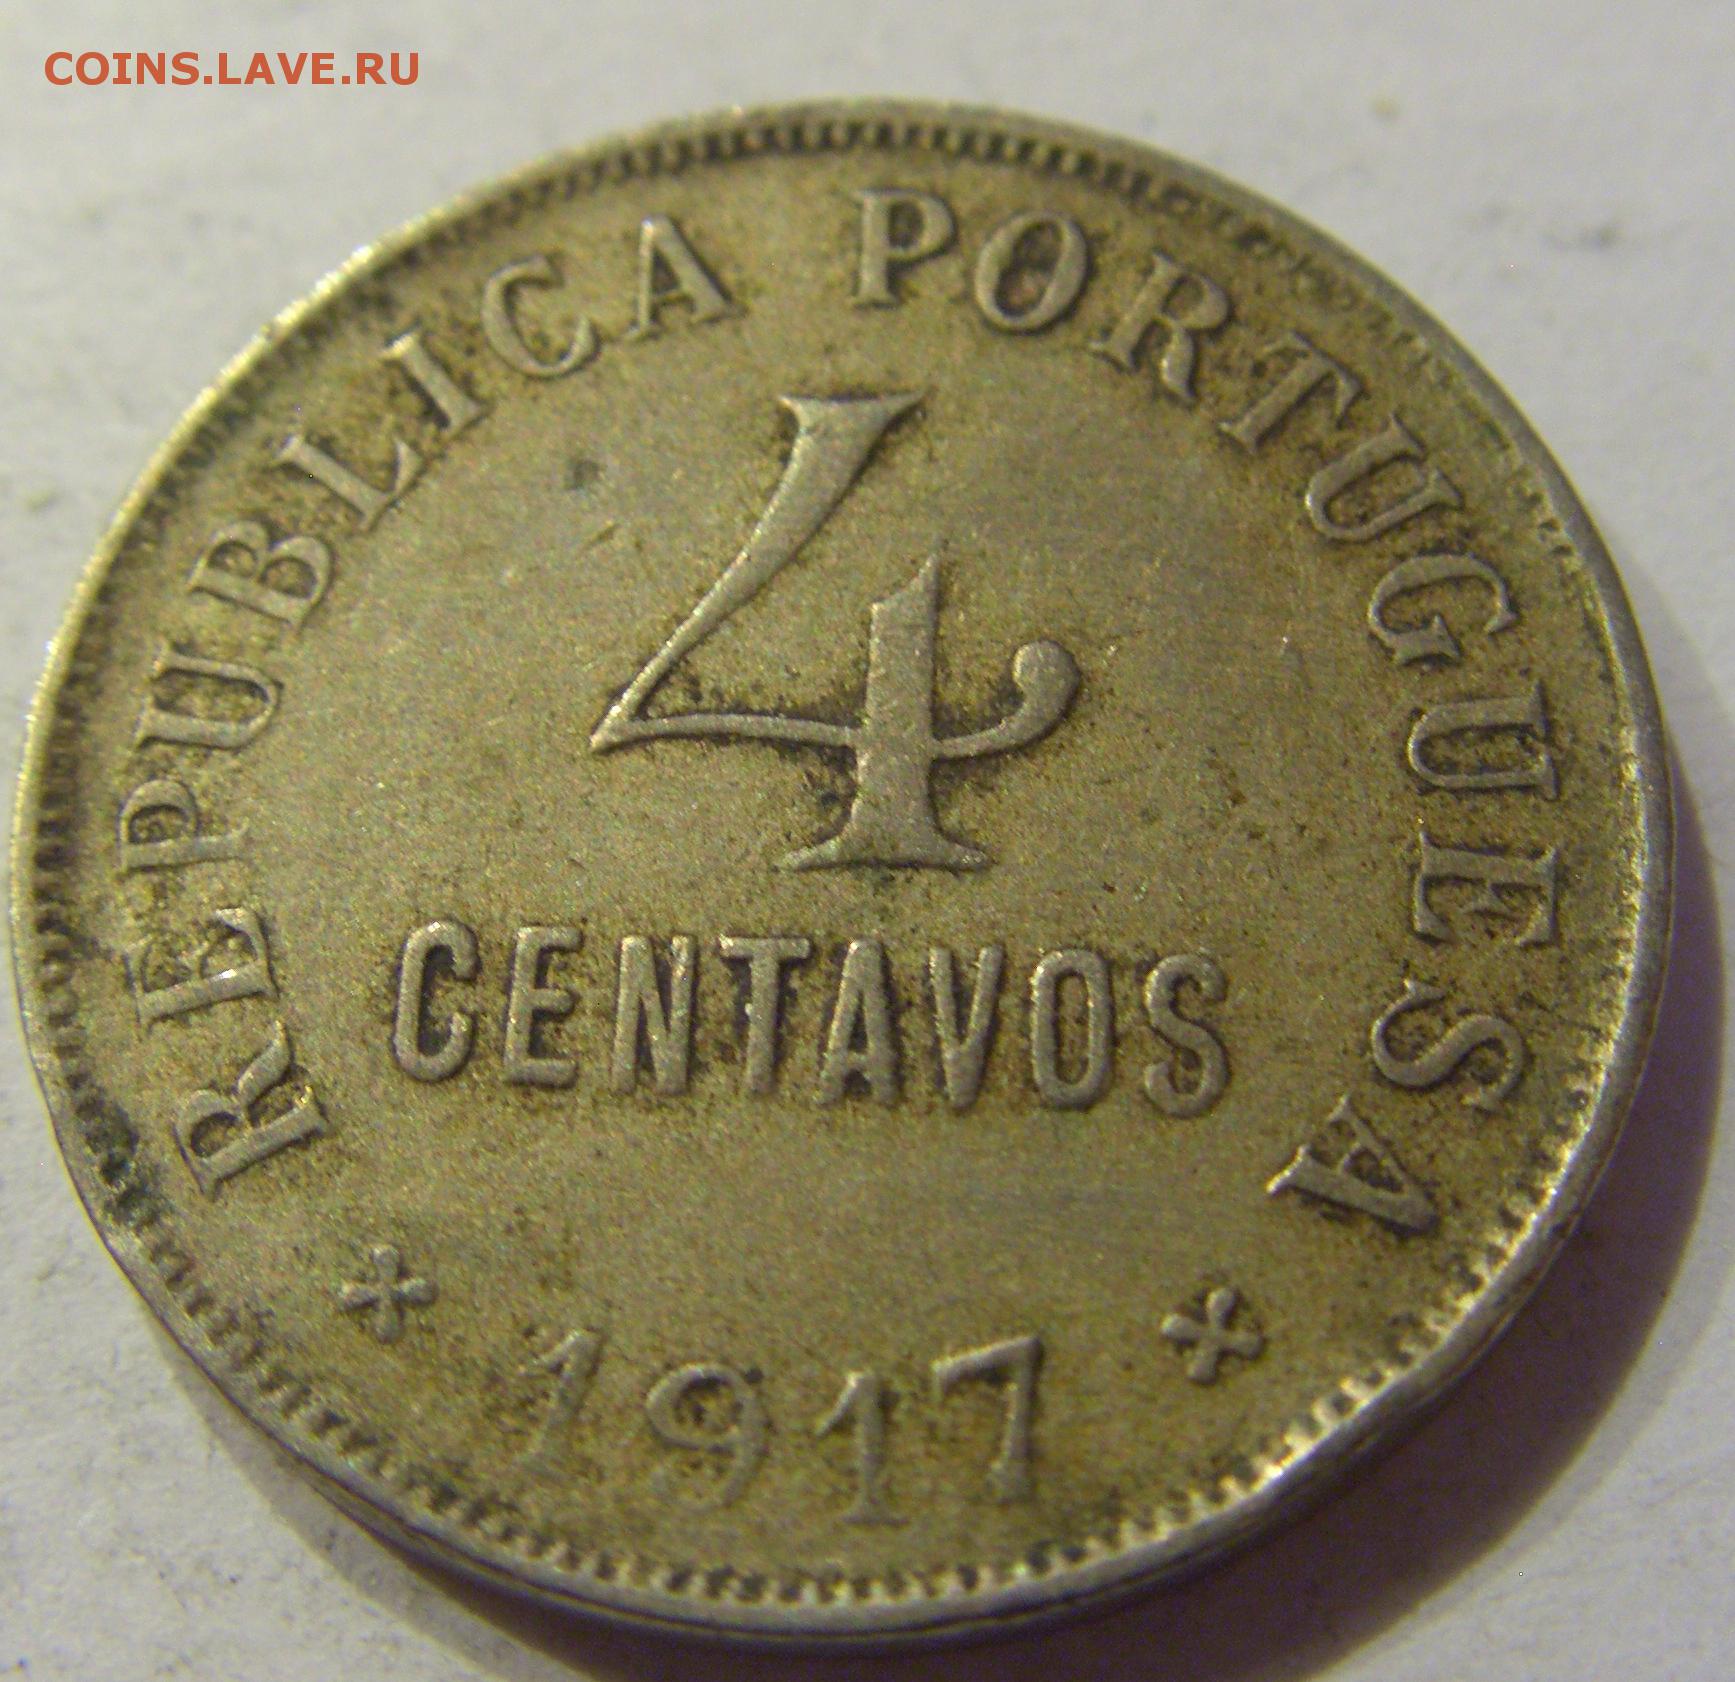 COINS.LAVE.RU
REPUBLICA PORTUGUESA
4
CENTAVOS
1917